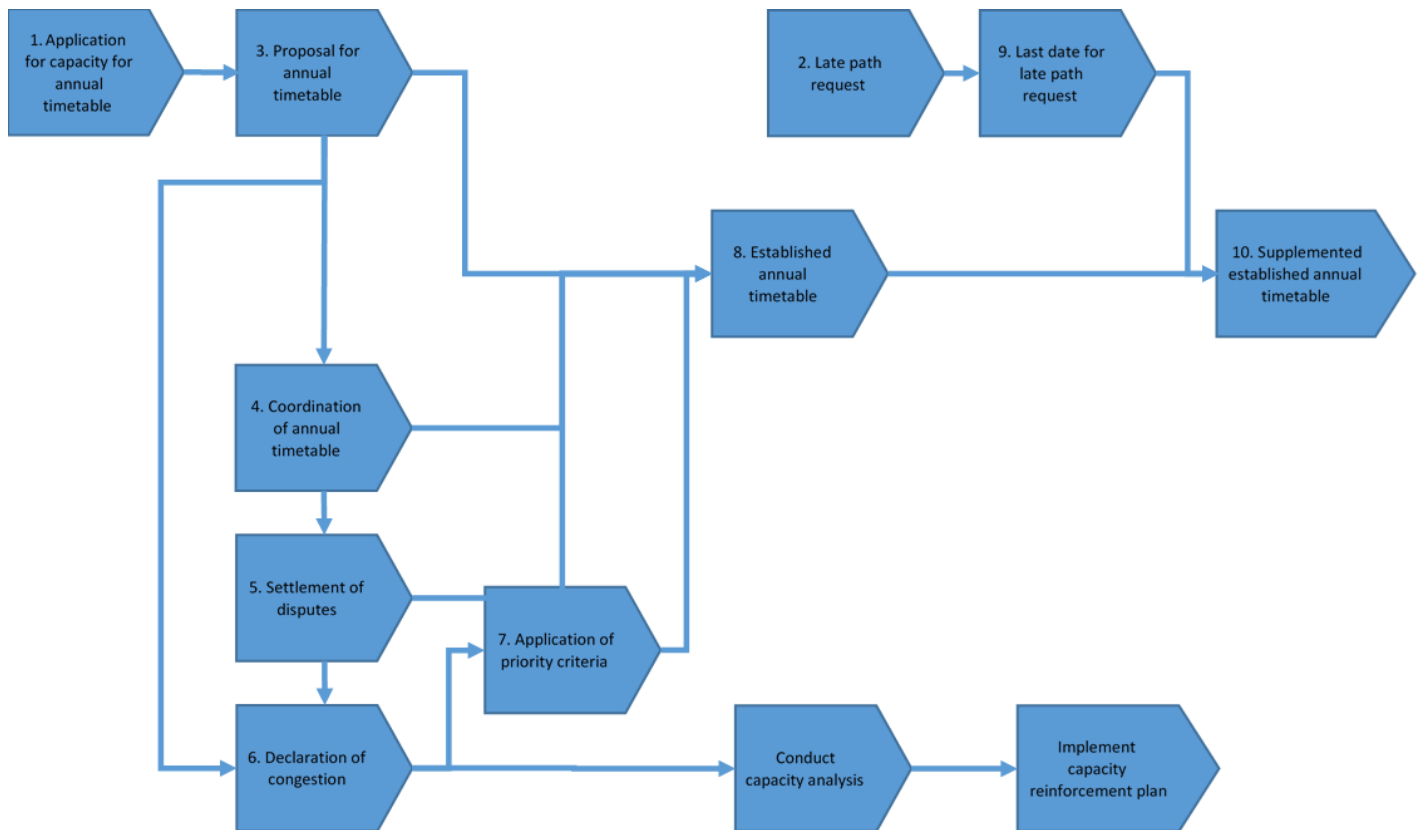 1. Application
for capacity for
annual
timetable
3. Proposal for
annual
timetable
2. Late path
request
9. Last date for
late path
request
8. Established
annual
timetable
10. Supplemented
established annual
timetable
4. Coordination
of annual
timetable
5. Settlement of
disputes
7. Application of
priority criteria
6. Declaration of
congestion
Conduct
capacity analysis
Implement
capacity
reinforcement plan